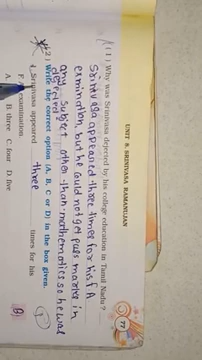 UNIT 8. SRINIVASA RAMANUJAN
77
(1) Why was Srinivasa dejected by his college education in Tamil Nadu?
Srinivasa appeared three times for his F.A
exmination, but he could not get pass marks in
any subject other than mathematics so he was
dejected.
(2) Write the correct option (A, B, C or D) in the box given.
1. Srinivasa appeared three times for his
F. A. examination. B
A. B. three C. four D. five